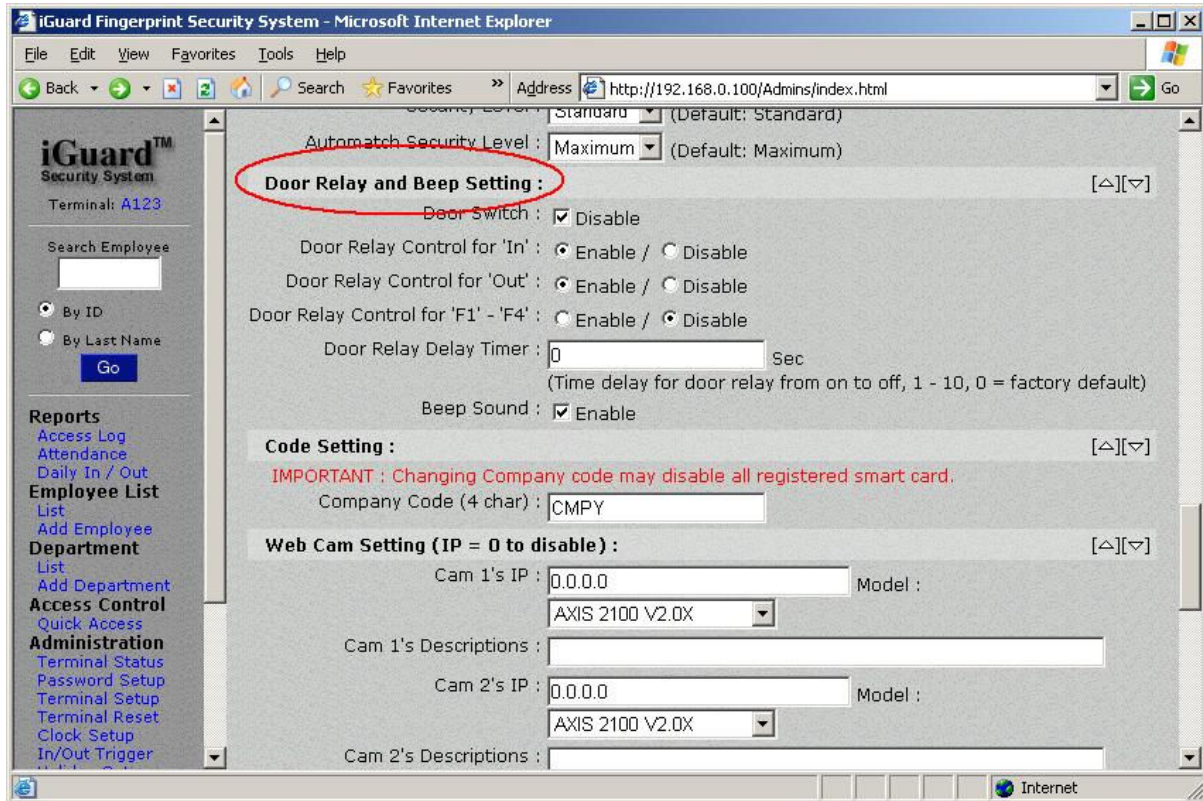 iGuard Fingerprint Security System - Microsoft Internet Explorer
File Edit View Favorites Tools Help
Back Search Favorites » Address http://192.168.0.100/Admins/index.html Go
iGuard™
Security System
Terminal: A123
Search Employee
By ID
By Last Name
Go
Reports
Access Log
Attendance
Daily In / Out
Employee List
List
Add Employee
Department
List
Add Department
Access Control
Quick Access
Administration
Terminal Status
Password Setup
Terminal Setup
Terminal Reset
Clock Setup
In/Out Trigger
Standard (Default: Standard)
Automatch Security Level : Maximum (Default: Maximum)
Door Relay and Beep Setting : [△][▽]
Door Switch : Disable
Door Relay Control for 'In' : Enable / Disable
Door Relay Control for 'Out' : Enable / Disable
Door Relay Control for 'F1' - 'F4' : Enable / Disable
Door Relay Delay Timer : 0 Sec
(Time delay for door relay from on to off, 1 - 10, 0 = factory default)
Beep Sound : Enable
Code Setting : [△][▽]
IMPORTANT : Changing Company code may disable all registered smart card.
Company Code (4 char) : CMPY
Web Cam Setting (IP = 0 to disable) : [△][▽]
Cam 1's IP : 0.0.0.0 Model :
AXIS 2100 V2.0X
Cam 1's Descriptions :
Cam 2's IP : 0.0.0.0 Model :
AXIS 2100 V2.0X
Cam 2's Descriptions :
Internet